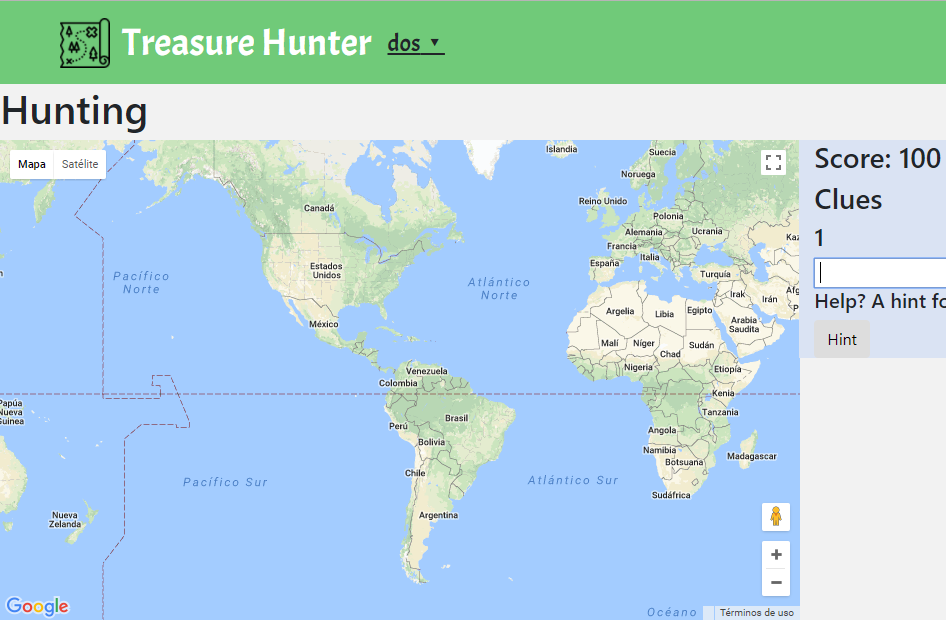 Treasure Hunter
dos
Hunting
Mapa
Satélite
Score: 100
Clues
1
Help? A hint fo
Hint
Islandia
Suecia
Noruega
Canadá
Reino Unido
Polonia
Alemania
Ucrania
Francia
Kaz
Italia
España
Estados
Unidos
Turquía
Pacífico
Norte
Atlántico
Norte
Irak
Irán
Afg
P
Argelia
Libia
Egipto
Arabia
Saudita
México
Malí
Níger
Sudán
Chad
Nigeria
Etiopía
Venezuela
Colombia
Kenia
Papúa
Nueva
Guinea
Brasil
Tanzania
Perú
Angola
Bolivia
Namibia
Madagascar
Botsuana
Chile
Pacífico Sur
Atlántico Sur
Sudáfrica
Nueva
Zelanda
Argentina
+
−
Google
Océano
Términos de uso